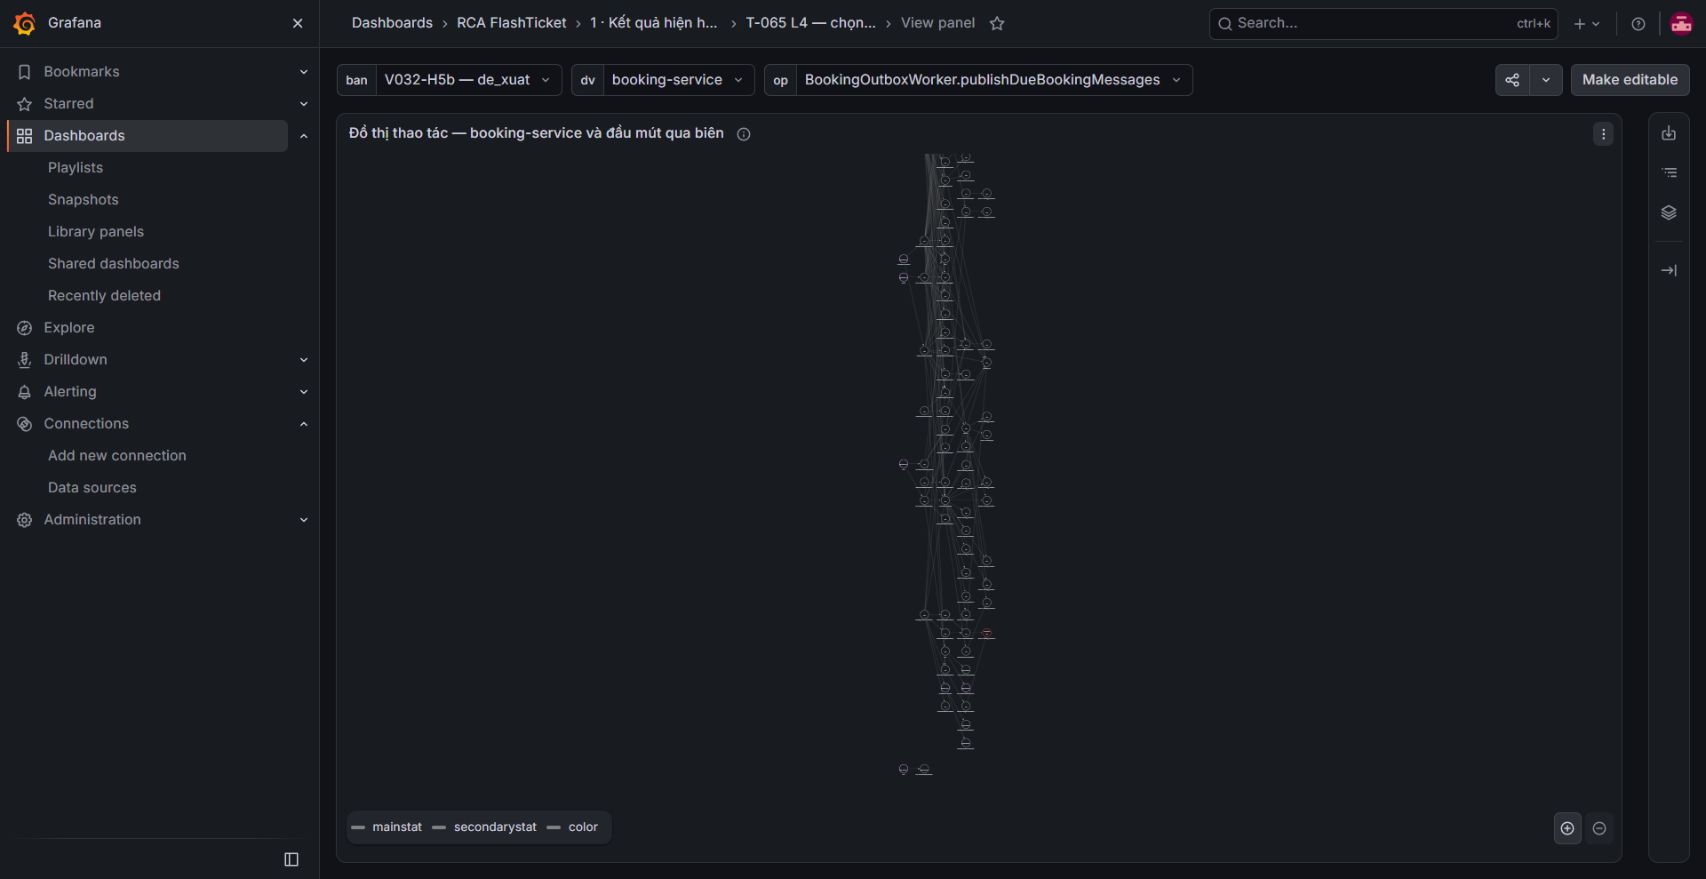 Grafana
Dashboards › RCA FlashTicket › 1 · Kết quả hiện h... › T-065 L4 — chọn... › View panel
Search...
ctrl+k
Bookmarks
Starred
Dashboards
Playlists
Snapshots
Library panels
Shared dashboards
Recently deleted
Explore
Drilldown
Alerting
Connections
Add new connection
Data sources
Administration
ban V032-H5b — de_xuat
dv booking-service
op BookingOutboxWorker.publishDueBookingMessages
Make editable
Đồ thị thao tác — booking-service và đầu mút qua biên
mainstat secondarystat color